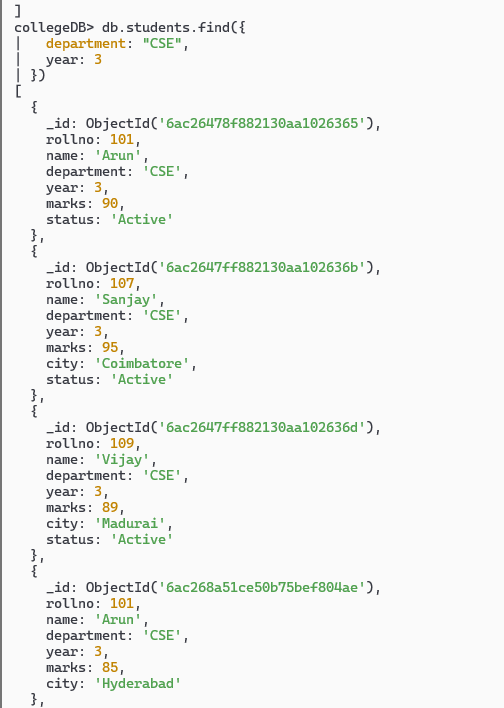 ]
collegeDB> db.students.find({
|   department: "CSE",
|   year: 3
| })
[
  {
    _id: ObjectId('6ac26478f882130aa1026365'),
    rollno: 101,
    name: 'Arun',
    department: 'CSE',
    year: 3,
    marks: 90,
    status: 'Active'
  },
  {
    _id: ObjectId('6ac2647ff882130aa102636b'),
    rollno: 107,
    name: 'Sanjay',
    department: 'CSE',
    year: 3,
    marks: 95,
    city: 'Coimbatore',
    status: 'Active'
  },
  {
    _id: ObjectId('6ac2647ff882130aa102636d'),
    rollno: 109,
    name: 'Vijay',
    department: 'CSE',
    year: 3,
    marks: 89,
    city: 'Madurai',
    status: 'Active'
  },
  {
    _id: ObjectId('6ac268a51ce50b75bef804ae'),
    rollno: 101,
    name: 'Arun',
    department: 'CSE',
    year: 3,
    marks: 85,
    city: 'Hyderabad'
  },